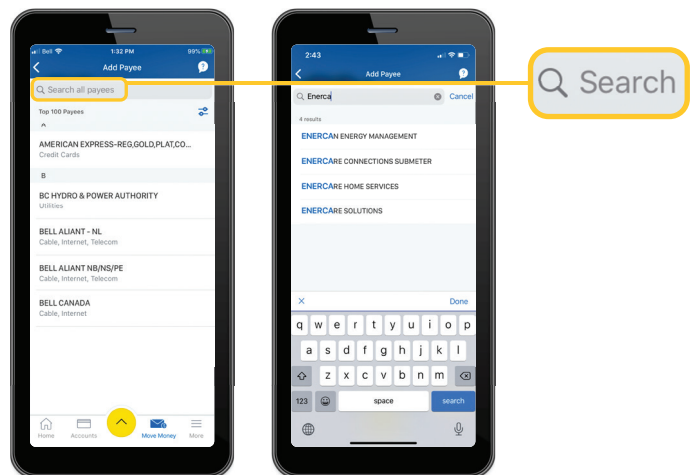 Bell 1:32 PM 99%
Add Payee
Search all payees
Top 100 Payees
A
AMERICAN EXPRESS-REG,GOLD,PLAT,CO...
Credit Cards
B
BC HYDRO & POWER AUTHORITY
Utilities
BELL ALIANT - NL
Cable, Internet, Telecom
BELL ALIANT NB/NS/PE
Cable, Internet, Telecom
BELL CANADA
Cable, Internet
Home Accounts Move Money More
2:43
Add Payee ?
Enerca Cancel
4 results
ENERCAN ENERGY MANAGEMENT
ENERCARE CONNECTIONS SUBMETER
ENERCARE HOME SERVICES
ENERCARE SOLUTIONS
Done
q w e r t y u i o p
a s d f g h j k l
z x c v b n m
123 space search
Search